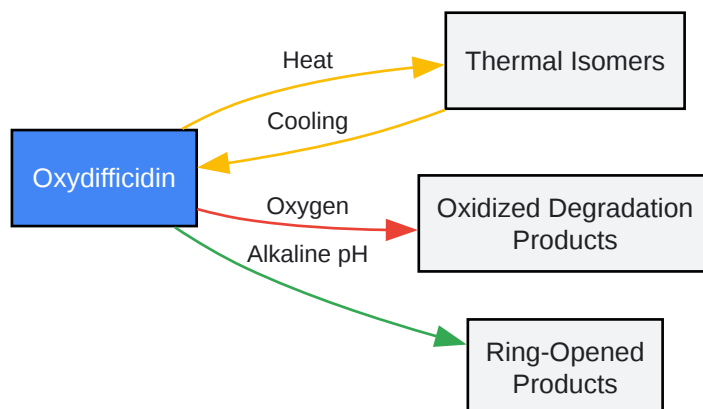 Heat
Thermal Isomers
Cooling
Oxydifficidin
Oxygen
Oxidized Degradation
Products
Alkaline pH
Ring-Opened
Products